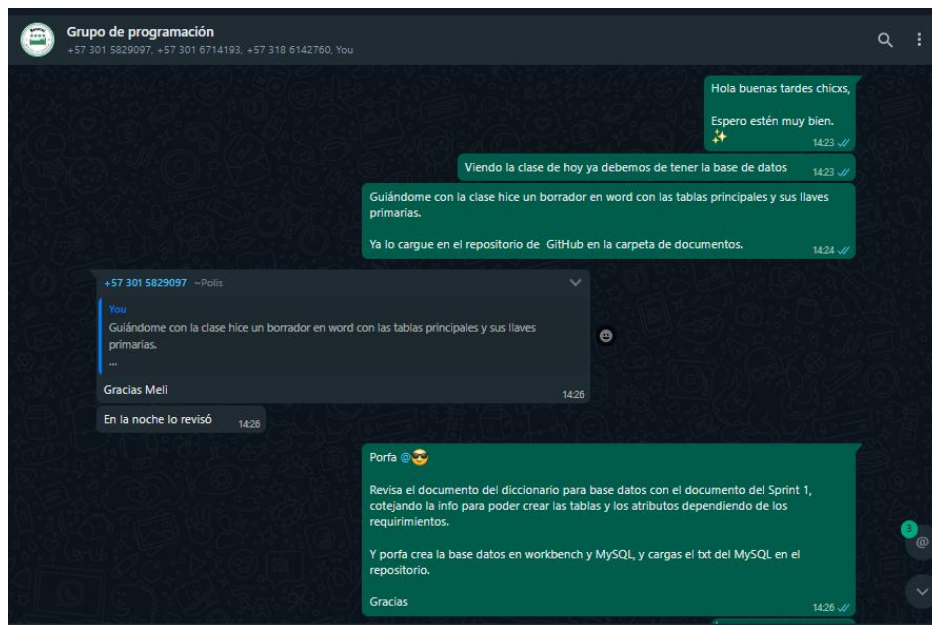 Grupo de programación
+57 301 5829097, +57 301 6714193, +57 318 6142760, You
Hola buenas tardes chicxs,
Espero estén muy bien.
✨
14:23
Viendo la clase de hoy ya debemos de tener la base de datos
14:23
Guiándome con la clase hice un borrador en word con las tablas principales y sus llaves
primarias.
Ya lo cargue en el repositorio de GitHub en la carpeta de documentos.
14:24
+57 301 5829097 ~Polis
You
Guiándome con la clase hice un borrador en word con las tablas principales y sus llaves
primarias.
...
Gracias Meli
14:26
En la noche lo revisó
14:26
Porfa @😎
Revisa el documento del diccionario para base datos con el documento del Sprint 1,
cotejando la info para poder crear las tablas y los atributos dependiendo de los
requirimientos.
Y porfa crea la base datos en workbench y MySQL, y cargas el txt del MySQL en el
repositorio.
Gracias
14:26
3
@